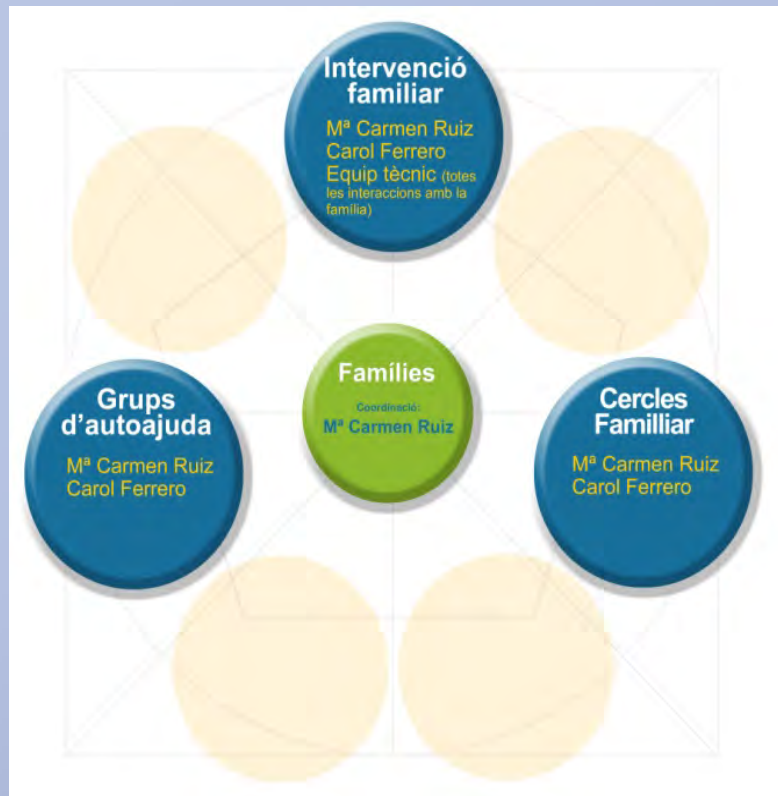 Intervenció
familiar
Mª Carmen Ruiz
Carol Ferrero
Equip tècnic (totes
les interaccions amb la
família)
Famílies
Coordinació:
Mª Carmen Ruiz
Grups
d'autoajuda
Mª Carmen Ruiz
Carol Ferrero
Cercles
Familliar
Mª Carmen Ruiz
Carol Ferrero